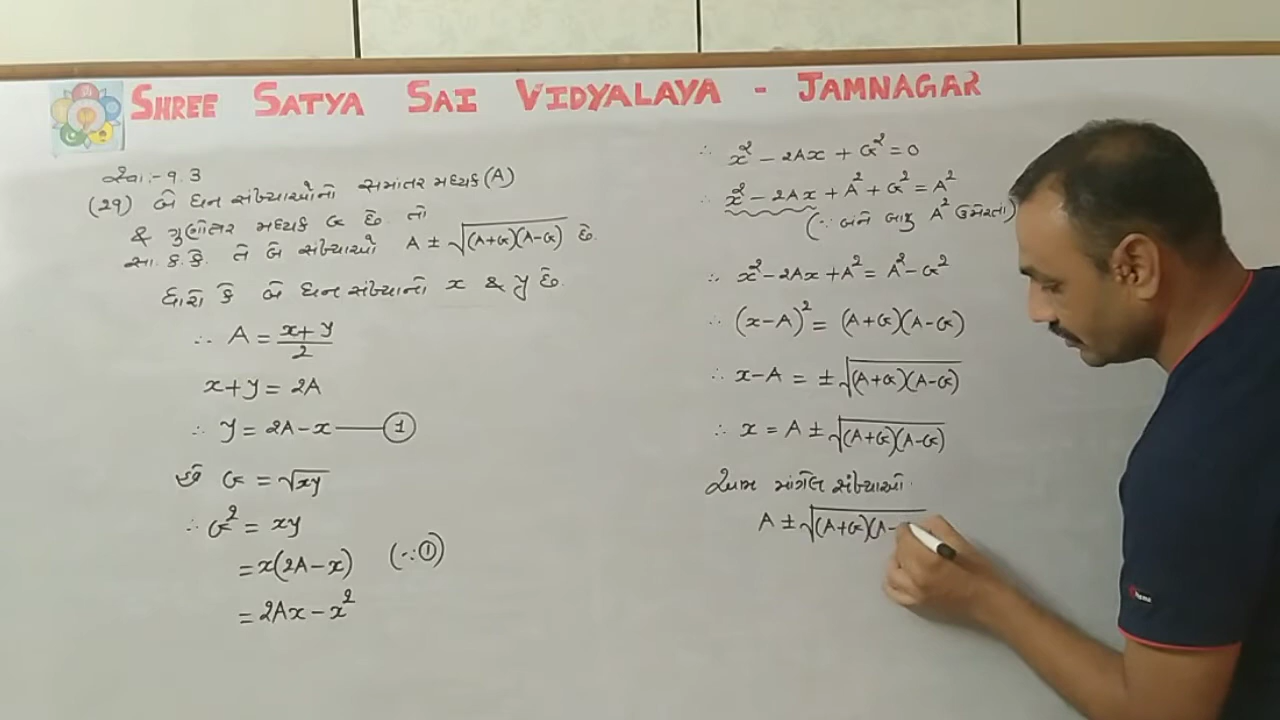 SHREE SATYA SAI VIDYALAYA - JAMNAGAR
સ્વા:- ૧.3
(29) બે ધન સંખ્યાઓનો સમાંતર મધ્યક (A)
& ગુણોત્તર મધ્યક G છે. તો
સા.ક.કે. તે બે સંખ્યાઓ A ± √(A+G)(A-G) છે.
ધારો કે બે ધન સંખ્યાનો x & y છે.
∴ A = x+y/2
x+y = 2A
∴ y = 2A-x —— ①
G = √xy
∴ G² = xy
= x(2A-x) (∵ ①)
= 2Ax - x²
∴ x² - 2Ax + G² = 0
∴ x² - 2Ax + A² + G² = A²
(∵ બંને બાજુ A² ઉમેરતા)
∴ x² - 2Ax + A² = A² - G²
∴ (x-A)² = (A+G)(A-G)
∴ x-A = ± √(A+G)(A-G)
∴ x = A ± √(A+G)(A-G)
આમ માંગેલ સંખ્યાઓ
A ± √(A+G)(A-